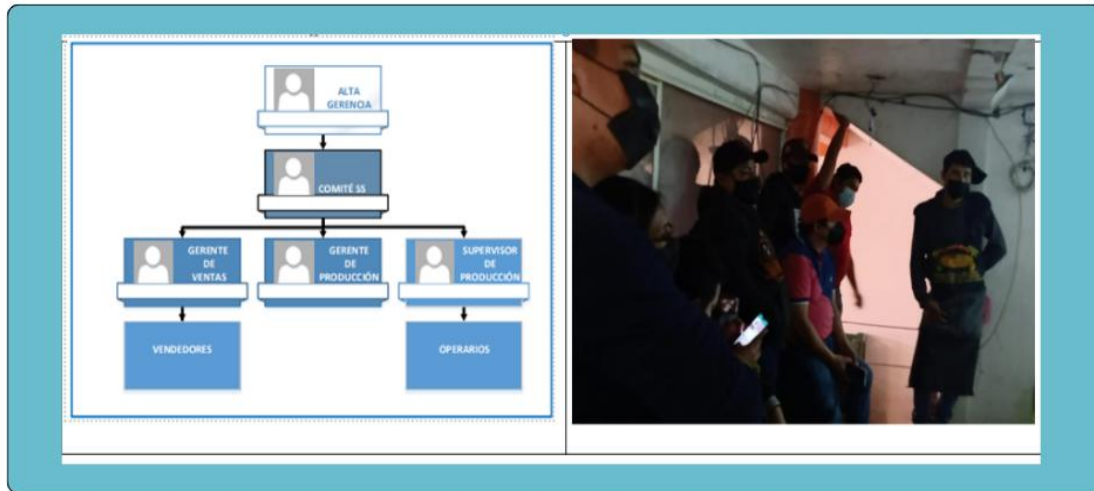 ALTA
GERENCIA
COMITÉ SS
GERENTE
DE
VENTAS
GERENTE
DE
PRODUCCIÓN
SUPERVISOR
DE
PRODUCCIÓN
VENDEDORES
OPERARIOS